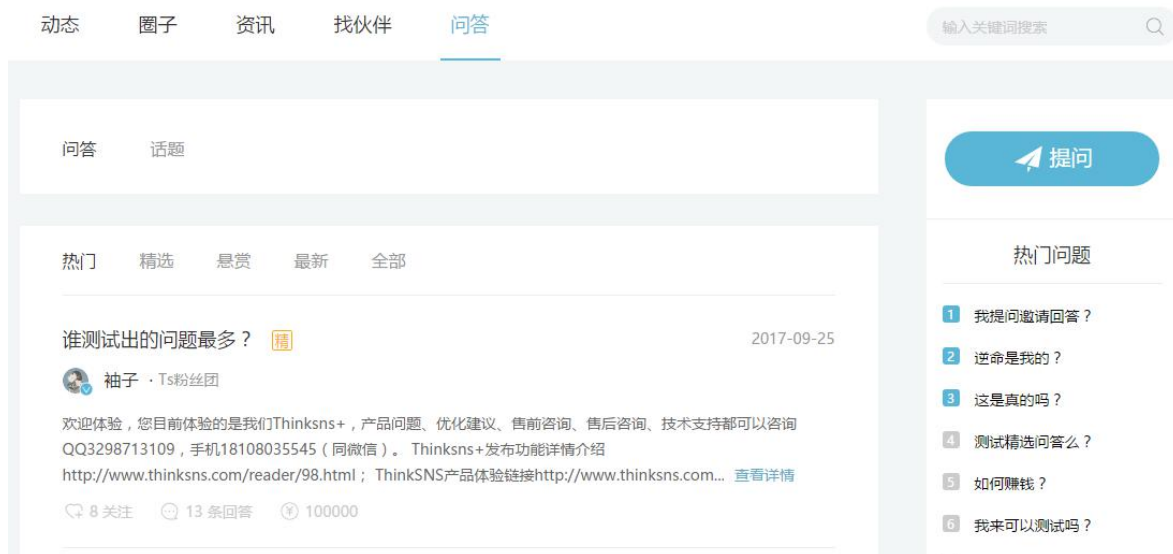 动态 圈子 资讯 找伙伴 问答 输入关键词搜索
问答 话题
提问
热门 精选 悬赏 最新 全部
谁测试出的问题最多？ 精 2017-09-25
袖子 · Ts粉丝团
欢迎体验，您目前体验的是我们Thinksns+，产品问题、优化建议、售前咨询、售后咨询、技术支持都可以咨询
QQ3298713109，手机18108035545（同微信）。 Thinksns+发布功能详情介绍
http://www.thinksns.com/reader/98.html； ThinkSNS产品体验链接http://www.thinksns.com... 查看详情
8 关注 13 条回答 ¥ 100000
热门问题
1 我提问邀请回答？
2 逆命是我的？
3 这是真的吗？
4 测试精选问答么？
5 如何赚钱？
6 我来可以测试吗？